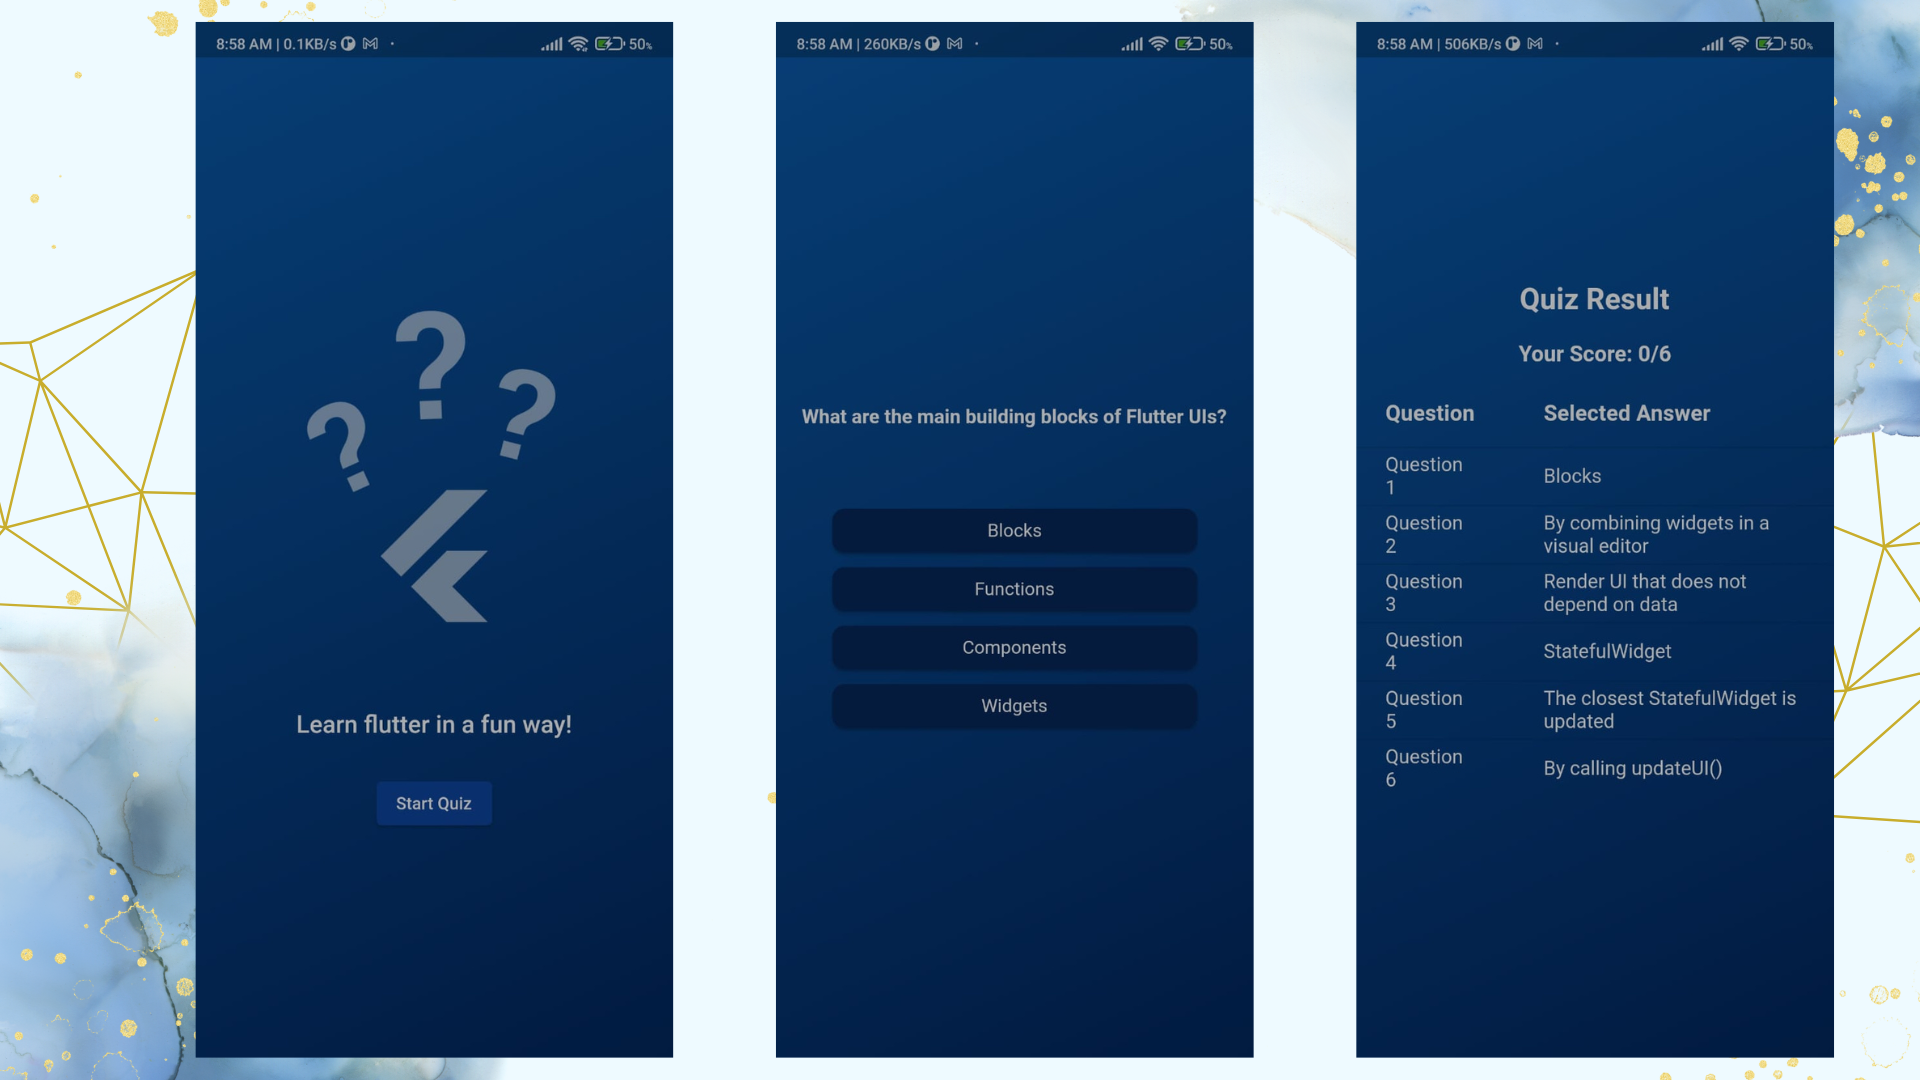 8:58 AM | 0.1KB/s
50%
? ? ?
Learn flutter in a fun way!
Start Quiz
8:58 AM | 260KB/s
50%
What are the main building blocks of Flutter UIs?
Blocks
Functions
Components
Widgets
8:58 AM | 506KB/s
50%
Quiz Result
Your Score: 0/6
Question Selected Answer
Question
1
Blocks
Question
2
By combining widgets in a
visual editor
Question
3
Render UI that does not
depend on data
Question
4
StatefulWidget
Question
5
The closest StatefulWidget is
updated
Question
6
By calling updateUI()